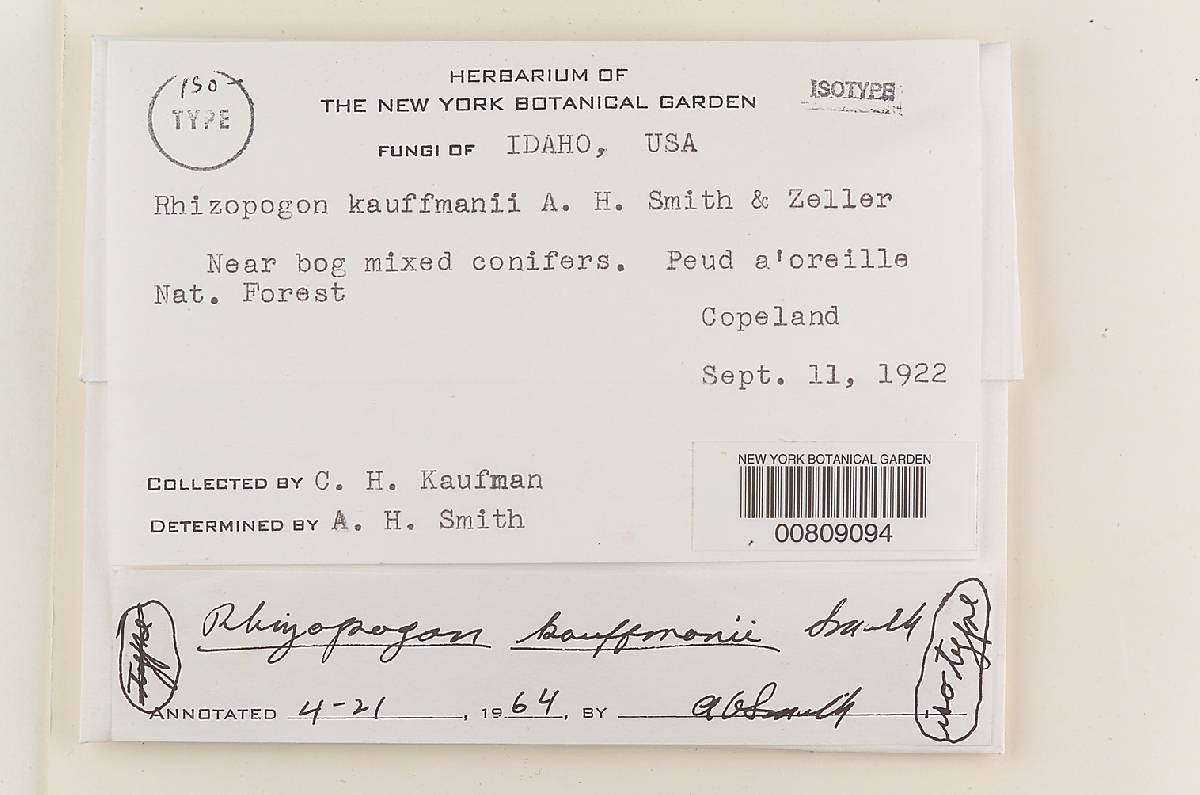 ISO
TYPE
HERBARIUM OF
THE NEW YORK BOTANICAL GARDEN
ISOTYPE
FUNGI OF IDAHO, USA
Rhizopogon kauffmanii A. H. Smith & Zeller
Near bog mixed conifers. Peud a'oreille
Nat. Forest
Copeland
Sept. 11, 1922
COLLECTED BY C. H. Kaufman
DETERMINED BY A. H. Smith
NEW YORK BOTANICAL GARDEN
00809094
type
Rhizopogon kauffmanii Smith
isotype
ANNOTATED 4-21, 1964, BY AHSmith